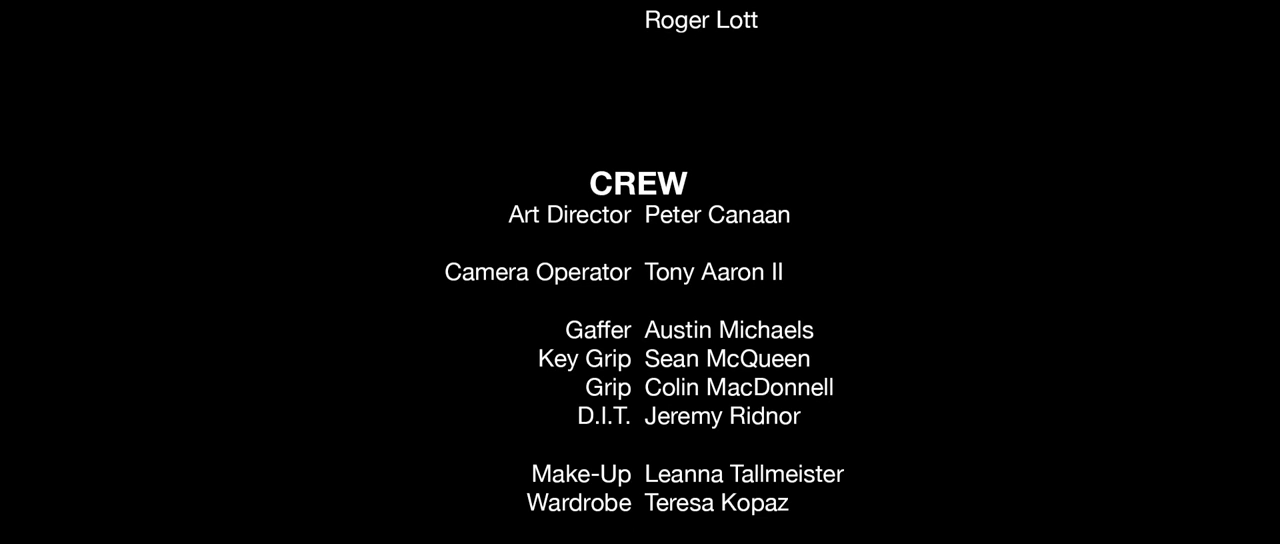 Roger Lott
CREW
Art Director Peter Canaan
Camera Operator Tony Aaron II
Gaffer Austin Michaels
Key Grip Sean McQueen
Grip Colin MacDonnell
D.I.T. Jeremy Ridnor
Make-Up Leanna Tallmeister
Wardrobe Teresa Kopaz